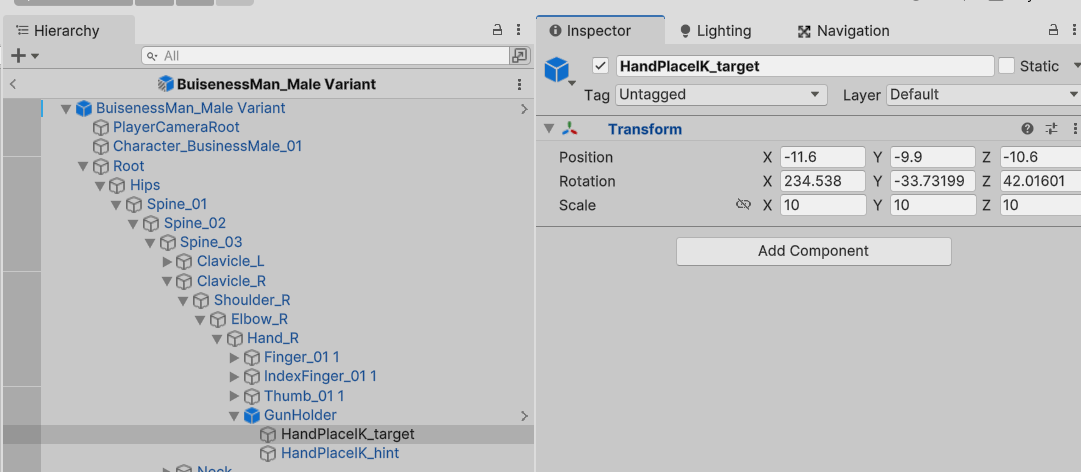 Hierarchy
All
BuisenessMan_Male Variant
BuisenessMan_Male Variant
PlayerCameraRoot
Character_BusinessMale_01
Root
Hips
Spine_01
Spine_02
Spine_03
Clavicle_L
Clavicle_R
Shoulder_R
Elbow_R
Hand_R
Finger_01 1
IndexFinger_01 1
Thumb_01 1
GunHolder
HandPlaceIK_target
HandPlaceIK_hint
Neck
Inspector Lighting Navigation
HandPlaceIK_target Static
Tag Untagged Layer Default
Transform
Position X -11.6 Y -9.9 Z -10.6
Rotation X 234.538 Y -33.73199 Z 42.01601
Scale X 10 Y 10 Z 10
Add Component